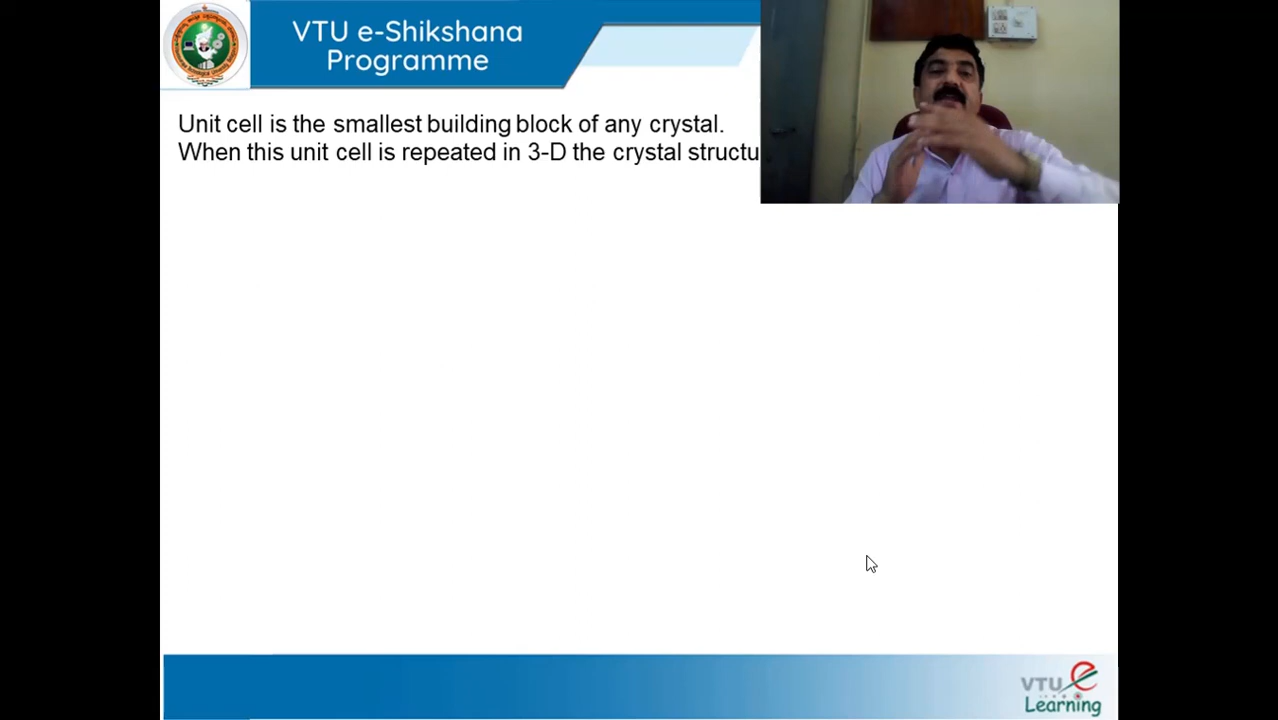 VTU e-Shikshana
Programme
Unit cell is the smallest building block of any crystal.
When this unit cell is repeated in 3-D the crystal structu
VTU e
Learning